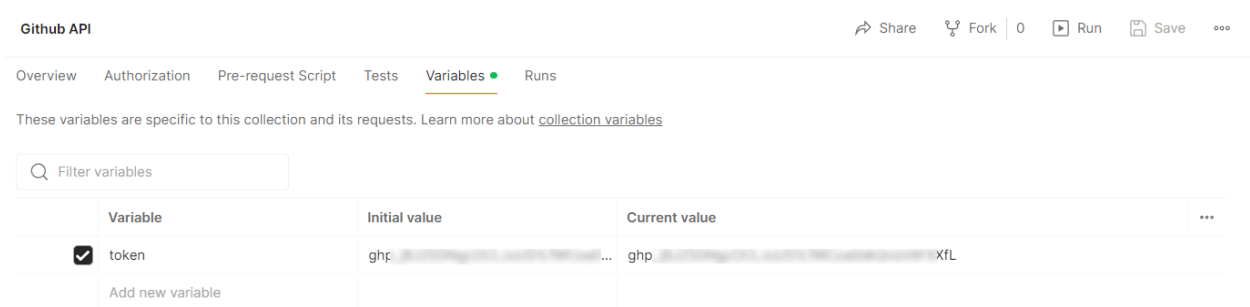 Github API Share Fork 0 Run Save
Overview Authorization Pre-request Script Tests Variables Runs
These variables are specific to this collection and its requests. Learn more about collection variables
Filter variables
Variable Initial value Current value
token ghp ... ghp XfL
Add new variable